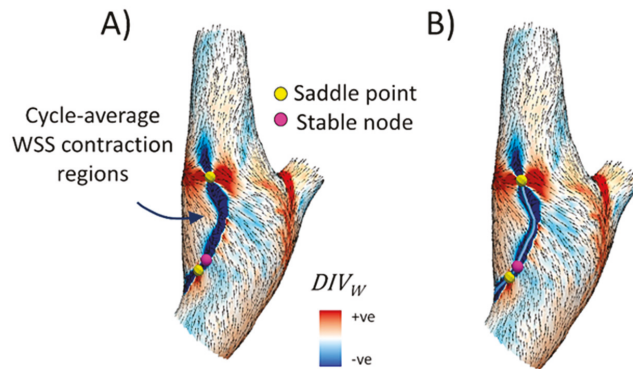 A)
B)
Saddle point
Stable node
Cycle-average
WSS contraction
regions
DIV_W
+ve
-ve